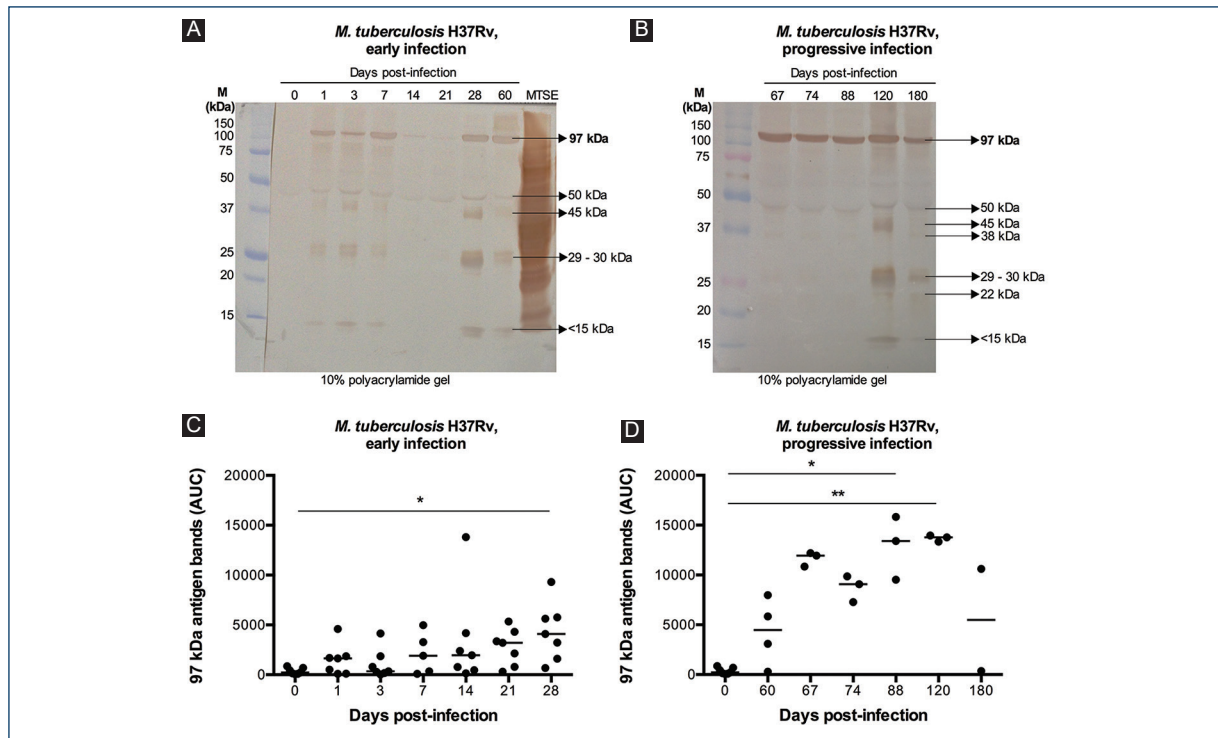 A
M. tuberculosis H37Rv,
early infection
Days post-infection
M
(kDa)
0 1 3 7 14 21 28 60 MTSE
150
100
75
50
37
25
20
15
97 kDa
50 kDa
45 kDa
29 - 30 kDa
<15 kDa
10% polyacrylamide gel
B
M. tuberculosis H37Rv,
progressive infection
Days post-infection
M
(kDa)
67 74 88 120 180
150
100
75
50
37
25
20
15
97 kDa
50 kDa
45 kDa
38 kDa
29 - 30 kDa
22 kDa
<15 kDa
10% polyacrylamide gel
C
M. tuberculosis H37Rv,
early infection
97 kDa antigen bands (AUC)
20000
15000
10000
5000
0
*
0 1 3 7 14 21 28
Days post-infection
D
M. tuberculosis H37Rv,
progressive infection
97 kDa antigen bands (AUC)
20000
15000
10000
5000
0
*
**
0 60 67 74 88 120 180
Days post-infection